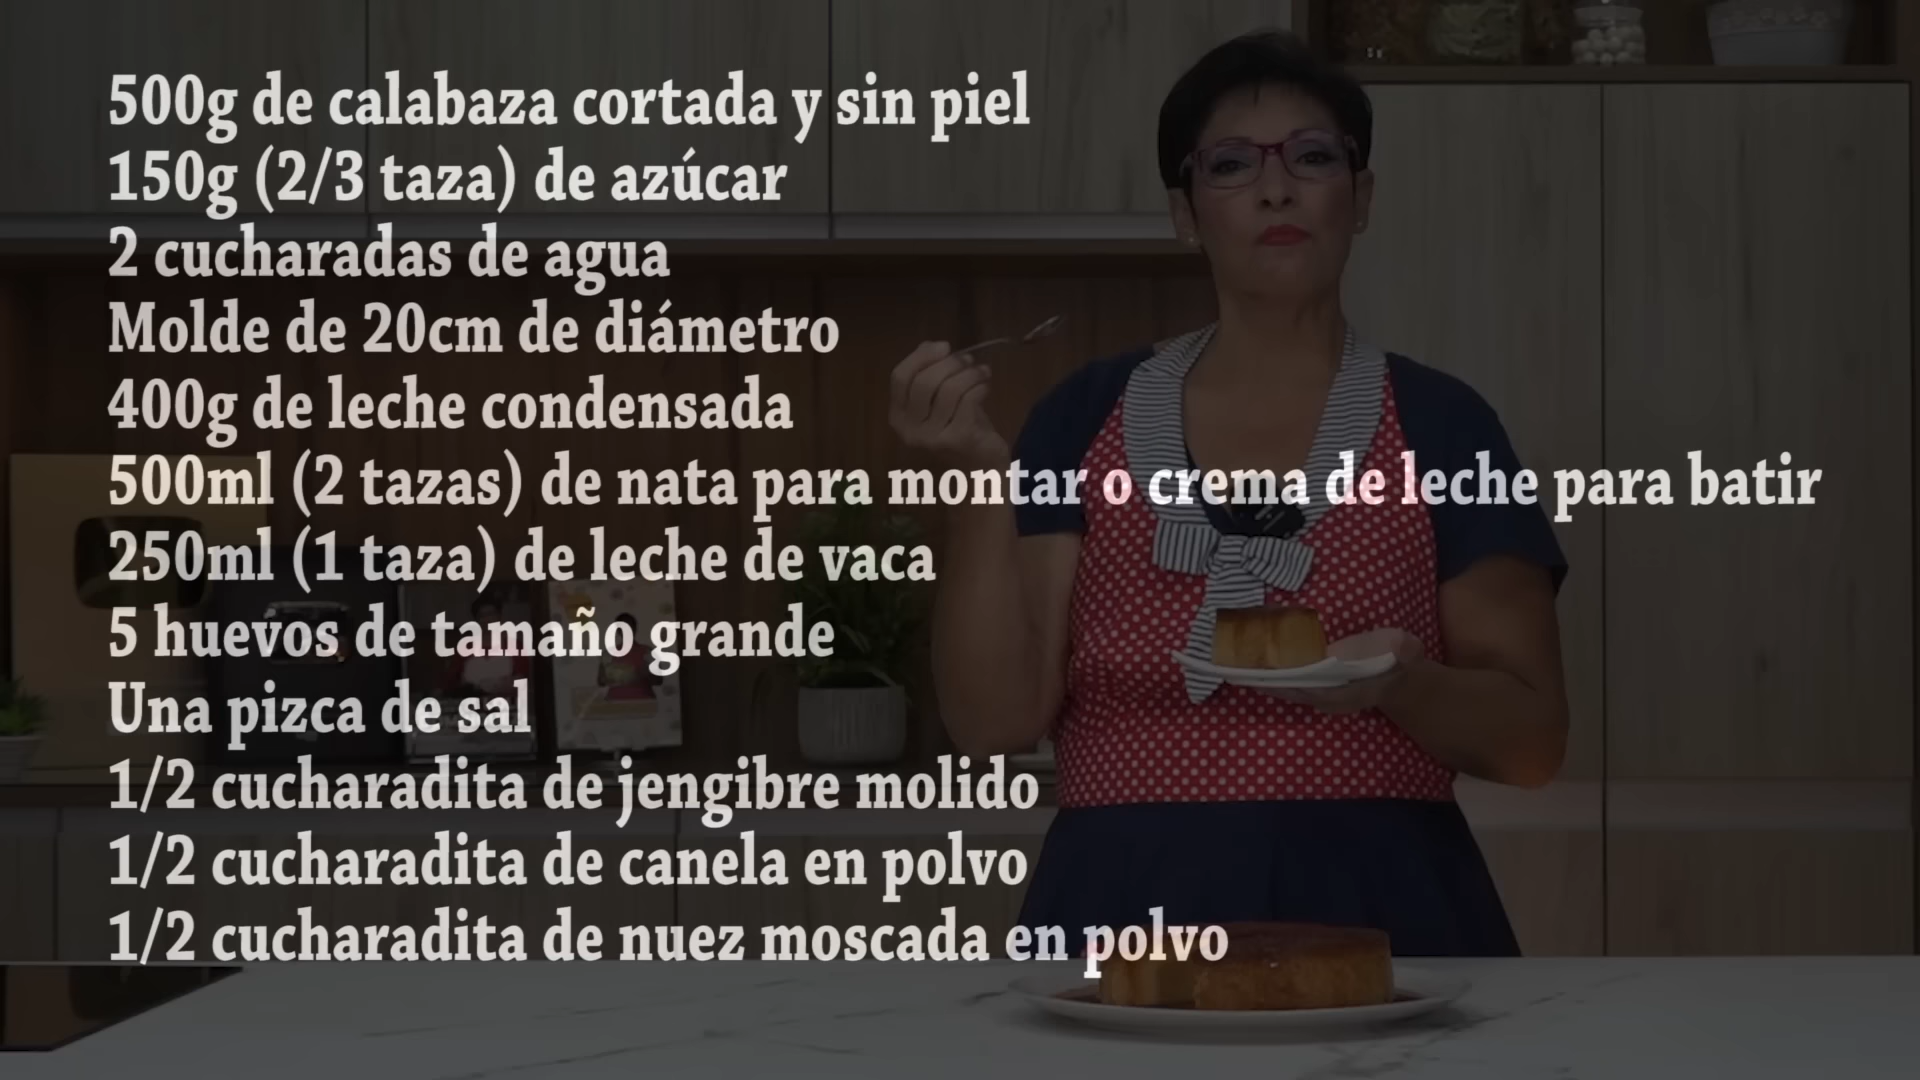 500g de calabaza cortada y sin piel
150g (2/3 taza) de azúcar
2 cucharadas de agua
Molde de 20cm de diámetro
400g de leche condensada
500ml (2 tazas) de nata para montar o crema de leche para batir
250ml (1 taza) de leche de vaca
5 huevos de tamaño grande
Una pizca de sal
1/2 cucharadita de jengibre molido
1/2 cucharadita de canela en polvo
1/2 cucharadita de nuez moscada en polvo